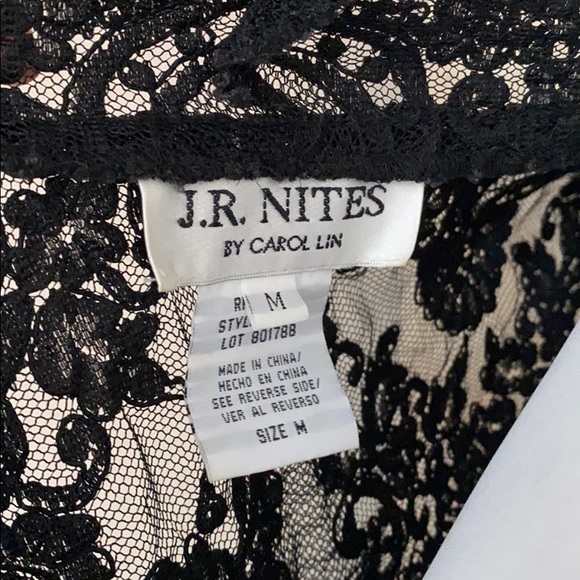 J.R. NITES
BY CAROL LIN
M
LOT 801788
MADE IN CHINA/
HECHO EN CHINA
SEE REVERSE SIDE/
VER AL REVERSO
SIZE M